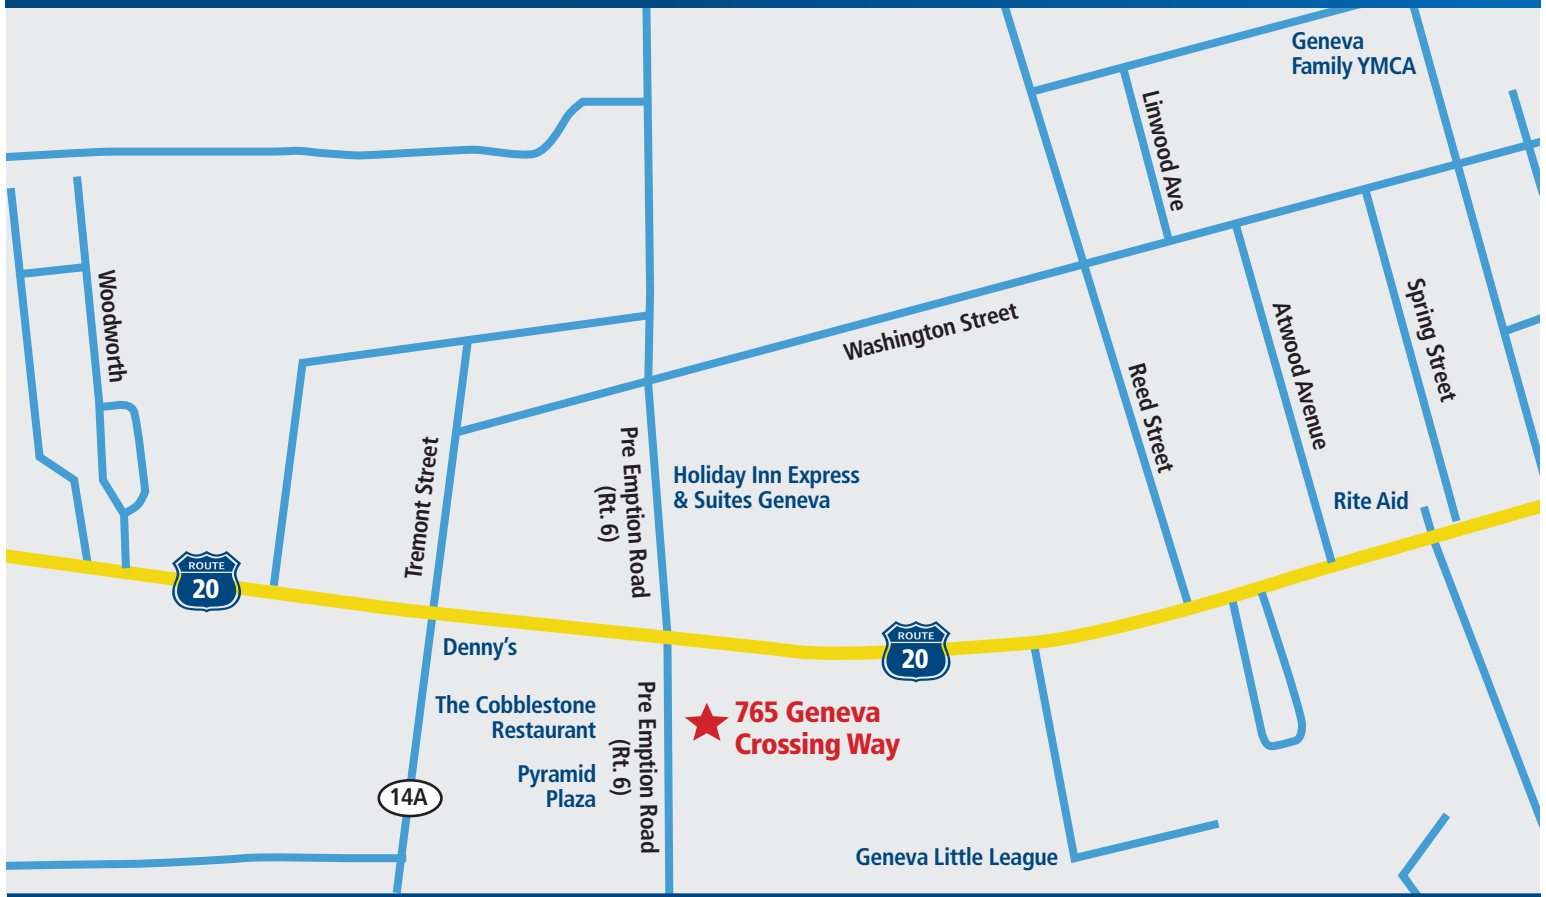 Geneva
Family YMCA
Linwood Ave
Woodworth
Washington Street
Spring Street
Atwood Avenue
Reed Street
Tremont Street
Pre Emption Road
(Rt. 6)
Holiday Inn Express
& Suites Geneva
Rite Aid
ROUTE
20
ROUTE
20
Denny’s
The Cobblestone
Restaurant
Pyramid
Plaza
Pre Emption Road
(Rt. 6)
765 Geneva
Crossing Way
14A
Geneva Little League